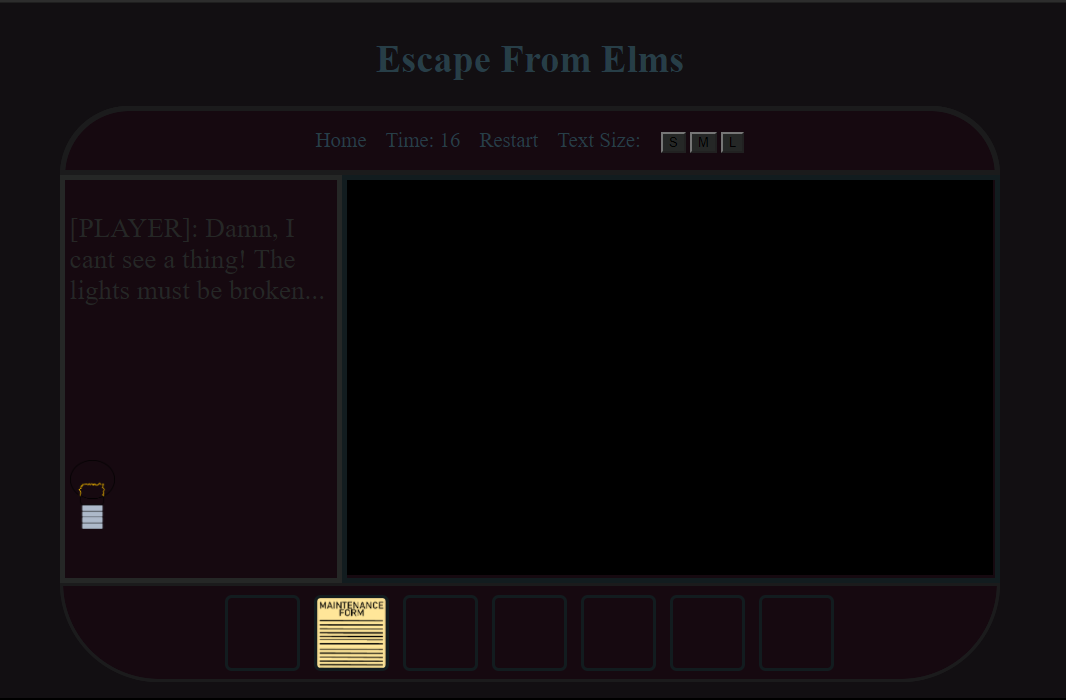 Escape From Elms
Home Time: 16 Restart Text Size: S M L
[PLAYER]: Damn, I
cant see a thing! The
lights must be broken...
MAINTENANCE
FORM